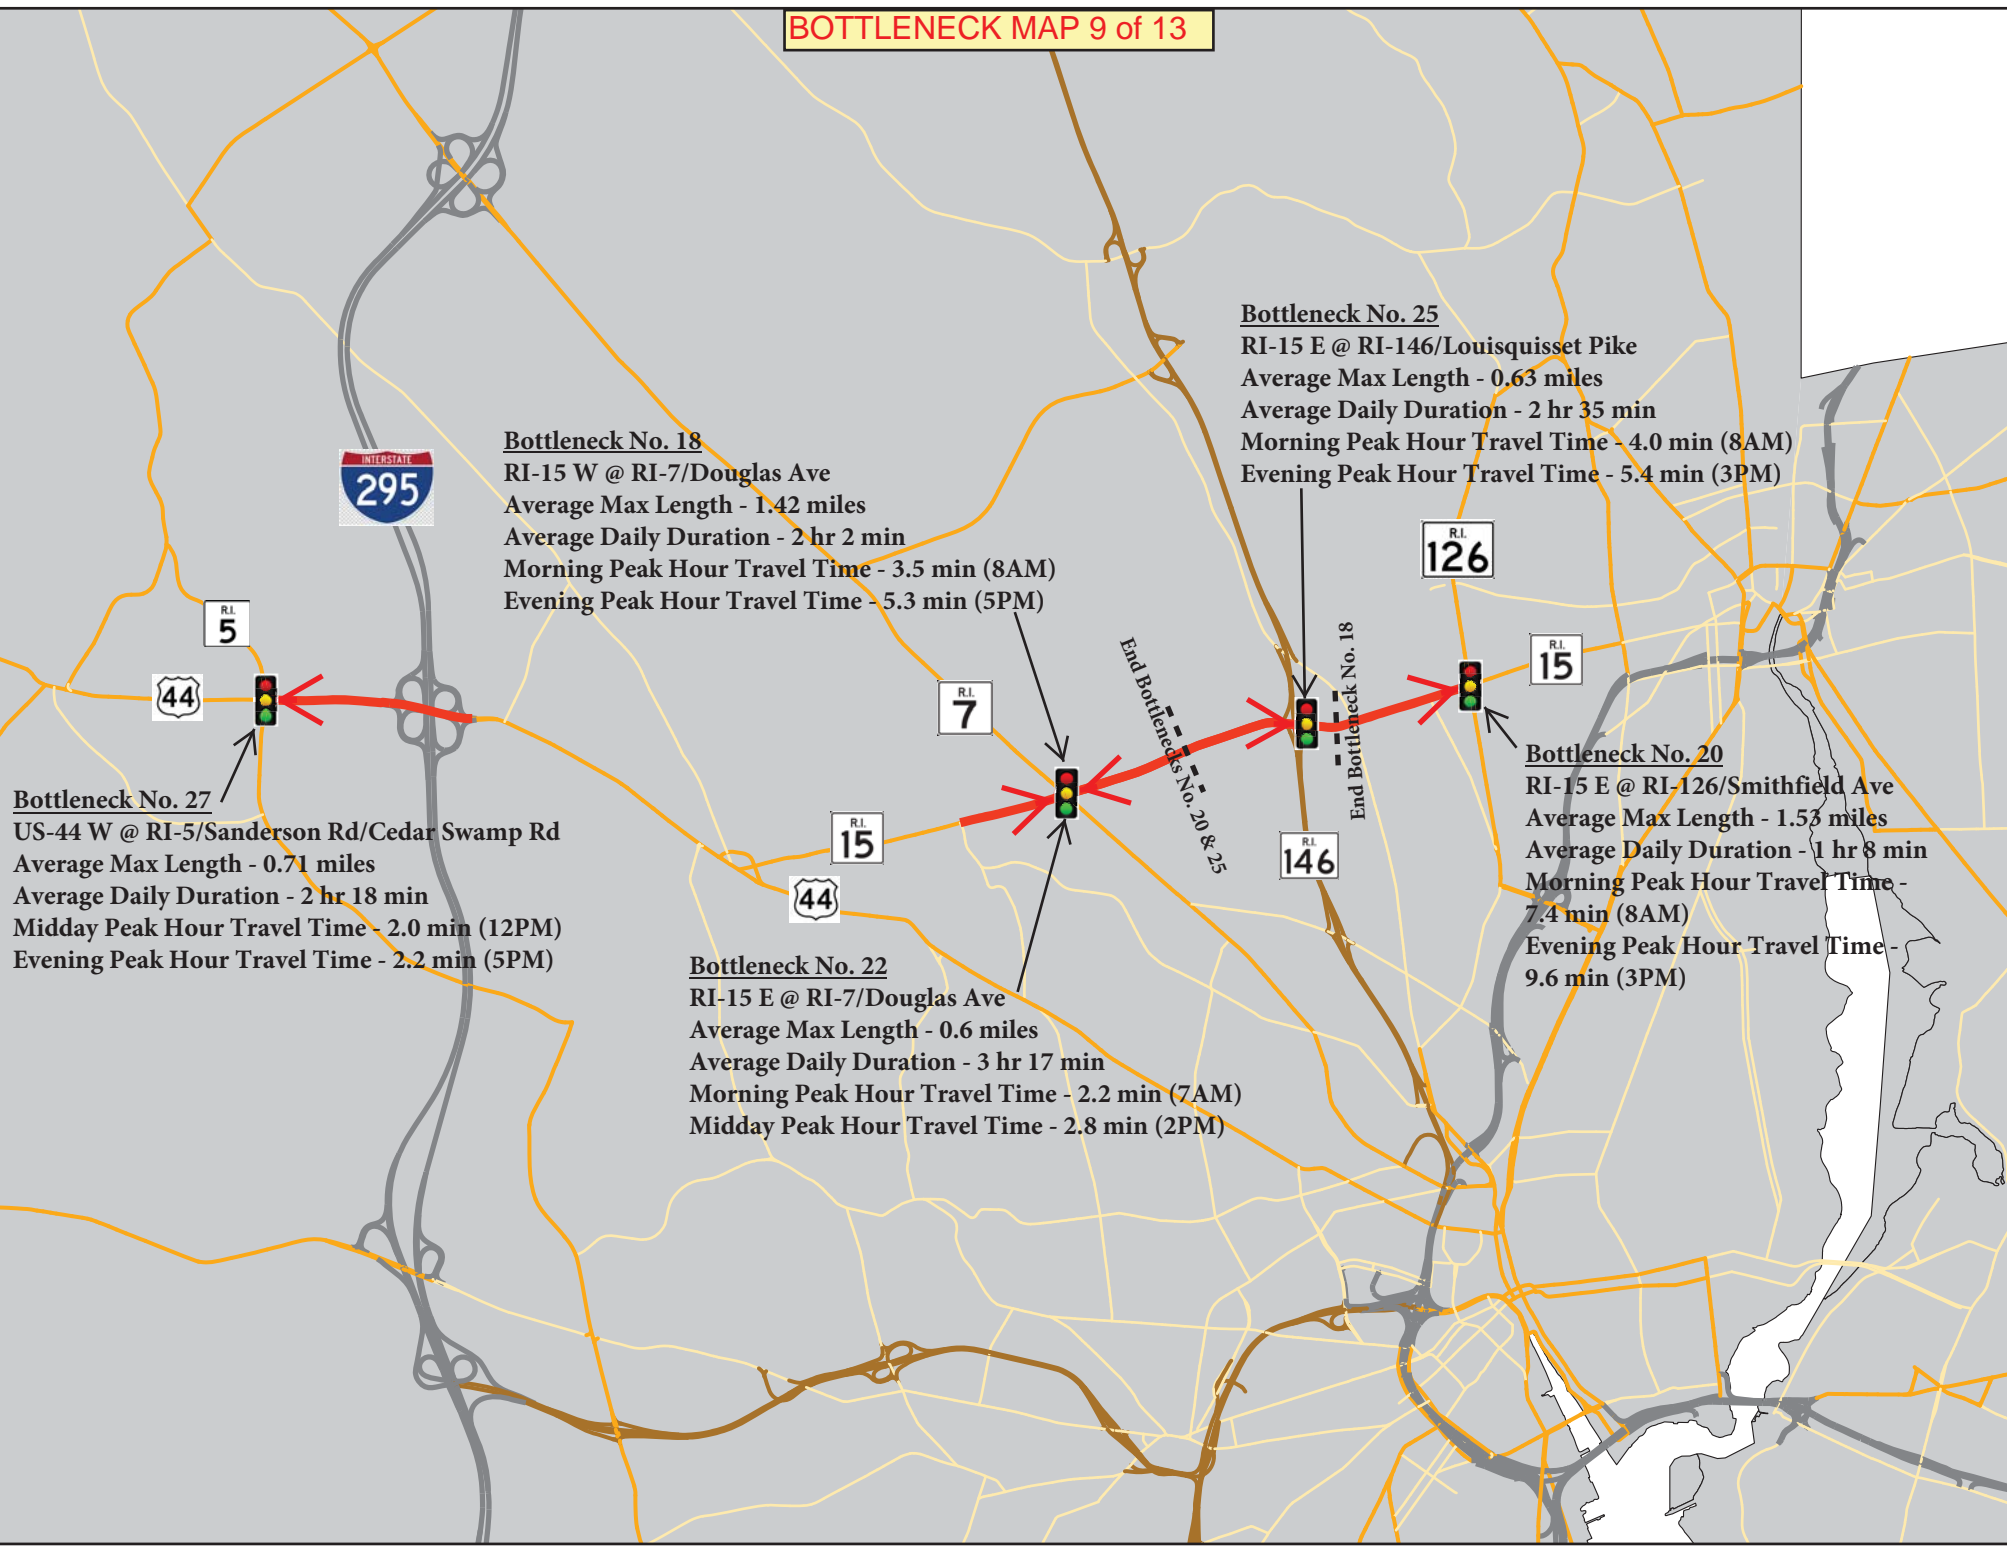 BOTTLENECK MAP 9 of 13
Bottleneck No. 25
RI-15 E @ RI-146/Louisquisset Pike
Average Max Length - 0.63 miles
Average Daily Duration - 2 hr 35 min
Morning Peak Hour Travel Time - 4.0 min (8AM)
Evening Peak Hour Travel Time - 5.4 min (3PM)
Bottleneck No. 18
RI-15 W @ RI-7/Douglas Ave
Average Max Length - 1.42 miles
Average Daily Duration - 2 hr 2 min
Morning Peak Hour Travel Time - 3.5 min (8AM)
Evening Peak Hour Travel Time - 5.3 min (5PM)
INTERSTATE
295
R.I.
126
R.I.
5
44
R.I.
7
End Bottlenecks No. 20 & 25
End Bottleneck No. 18
R.I.
15
Bottleneck No. 20
RI-15 E @ RI-126/Smithfield Ave
Average Max Length - 1.53 miles
Average Daily Duration - 1 hr 8 min
Morning Peak Hour Travel Time -
7.4 min (8AM)
Evening Peak Hour Travel Time -
9.6 min (3PM)
Bottleneck No. 27
US-44 W @ RI-5/Sanderson Rd/Cedar Swamp Rd
Average Max Length - 0.71 miles
Average Daily Duration - 2 hr 18 min
Midday Peak Hour Travel Time - 2.0 min (12PM)
Evening Peak Hour Travel Time - 2.2 min (5PM)
R.I.
15
R.I.
146
44
Bottleneck No. 22
RI-15 E @ RI-7/Douglas Ave
Average Max Length - 0.6 miles
Average Daily Duration - 3 hr 17 min
Morning Peak Hour Travel Time - 2.2 min (7AM)
Midday Peak Hour Travel Time - 2.8 min (2PM)